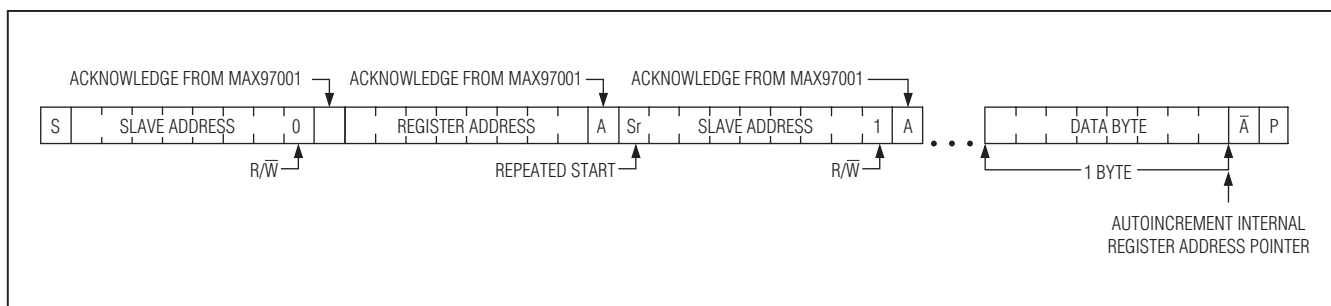 ACKNOWLEDGE FROM MAX97001 ACKNOWLEDGE FROM MAX97001 ACKNOWLEDGE FROM MAX97001
S SLAVE ADDRESS 0 REGISTER ADDRESS A Sr SLAVE ADDRESS 1 A DATA BYTE A̅ P
R/W̅ REPEATED START R/W̅ 1 BYTE
AUTOINCREMENT INTERNAL
REGISTER ADDRESS POINTER